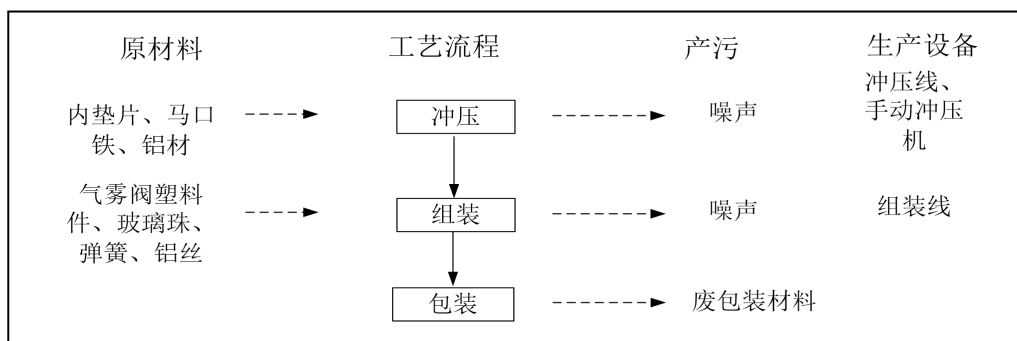 原材料 工艺流程 产污 生产设备
内垫片、马口
铁、铝材
冲压
噪声
冲压线、
手动冲压
机
气雾阀塑料
件、玻璃珠、
弹簧、铝丝
组装
噪声
组装线
包装
废包装材料